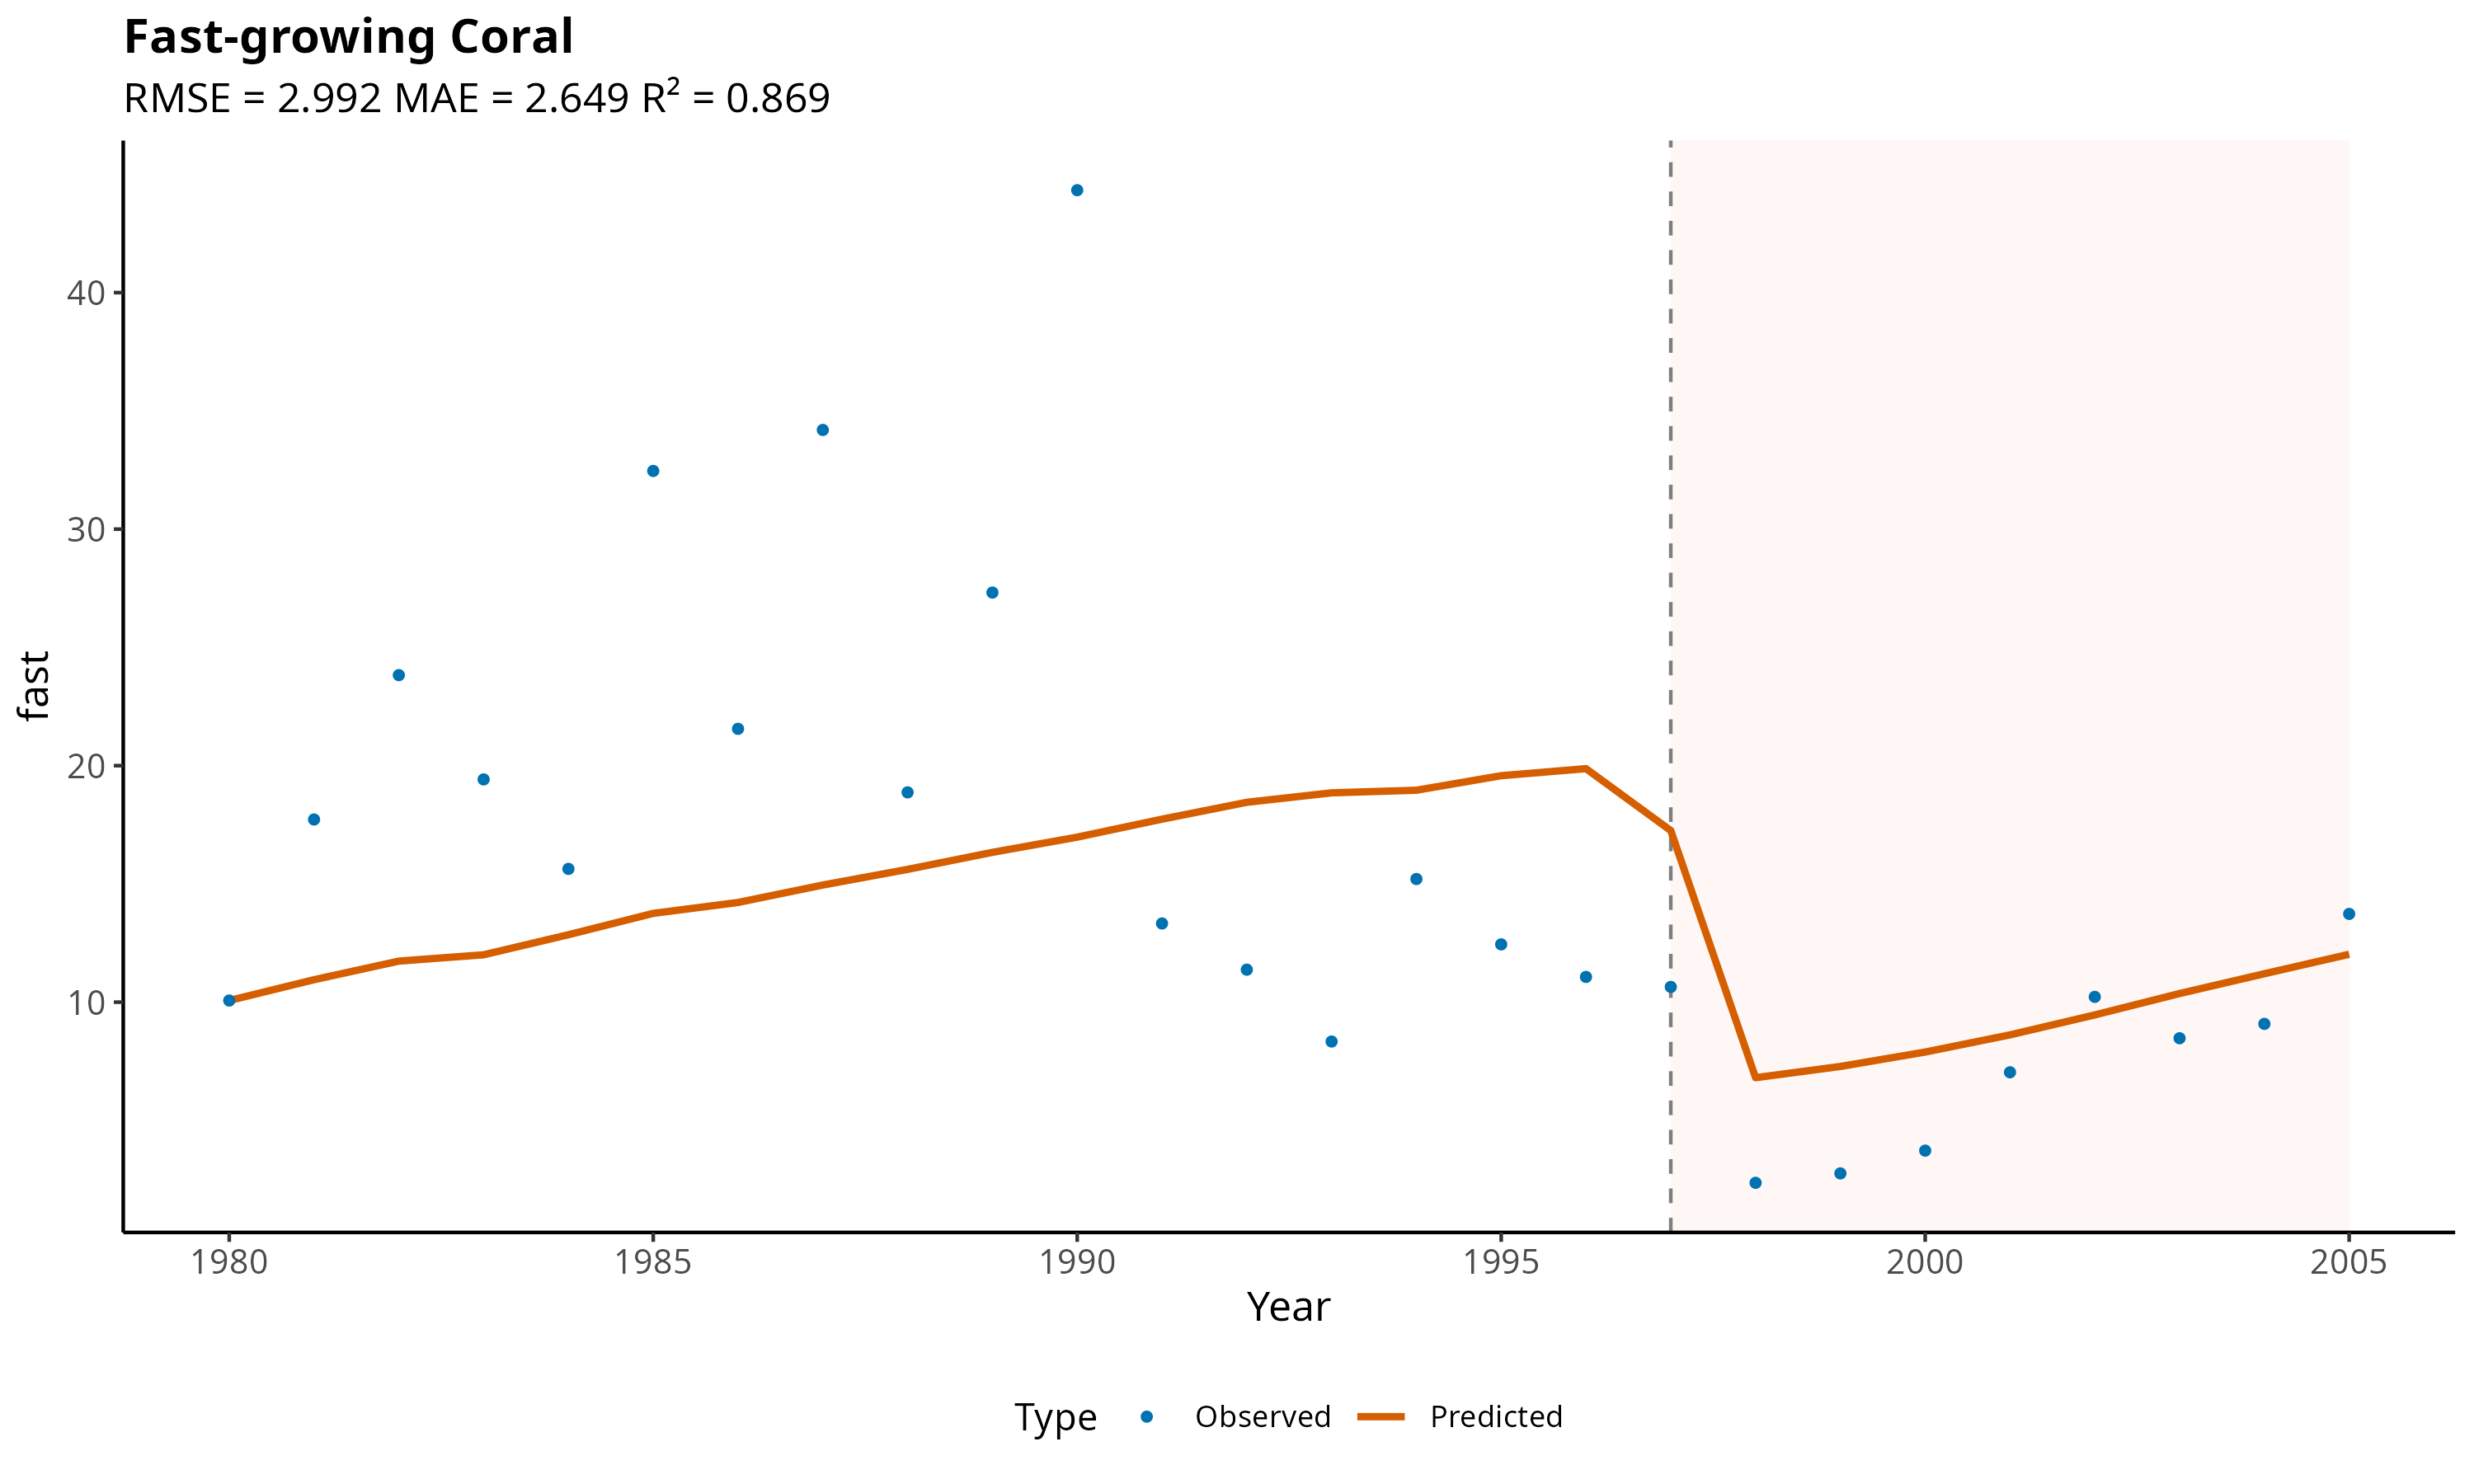 Fast-growing Coral
RMSE = 2.992 MAE = 2.649 R² = 0.869
40
30
20
10
fast
1980 1985 1990 1995 2000 2005
Year
Type Observed Predicted